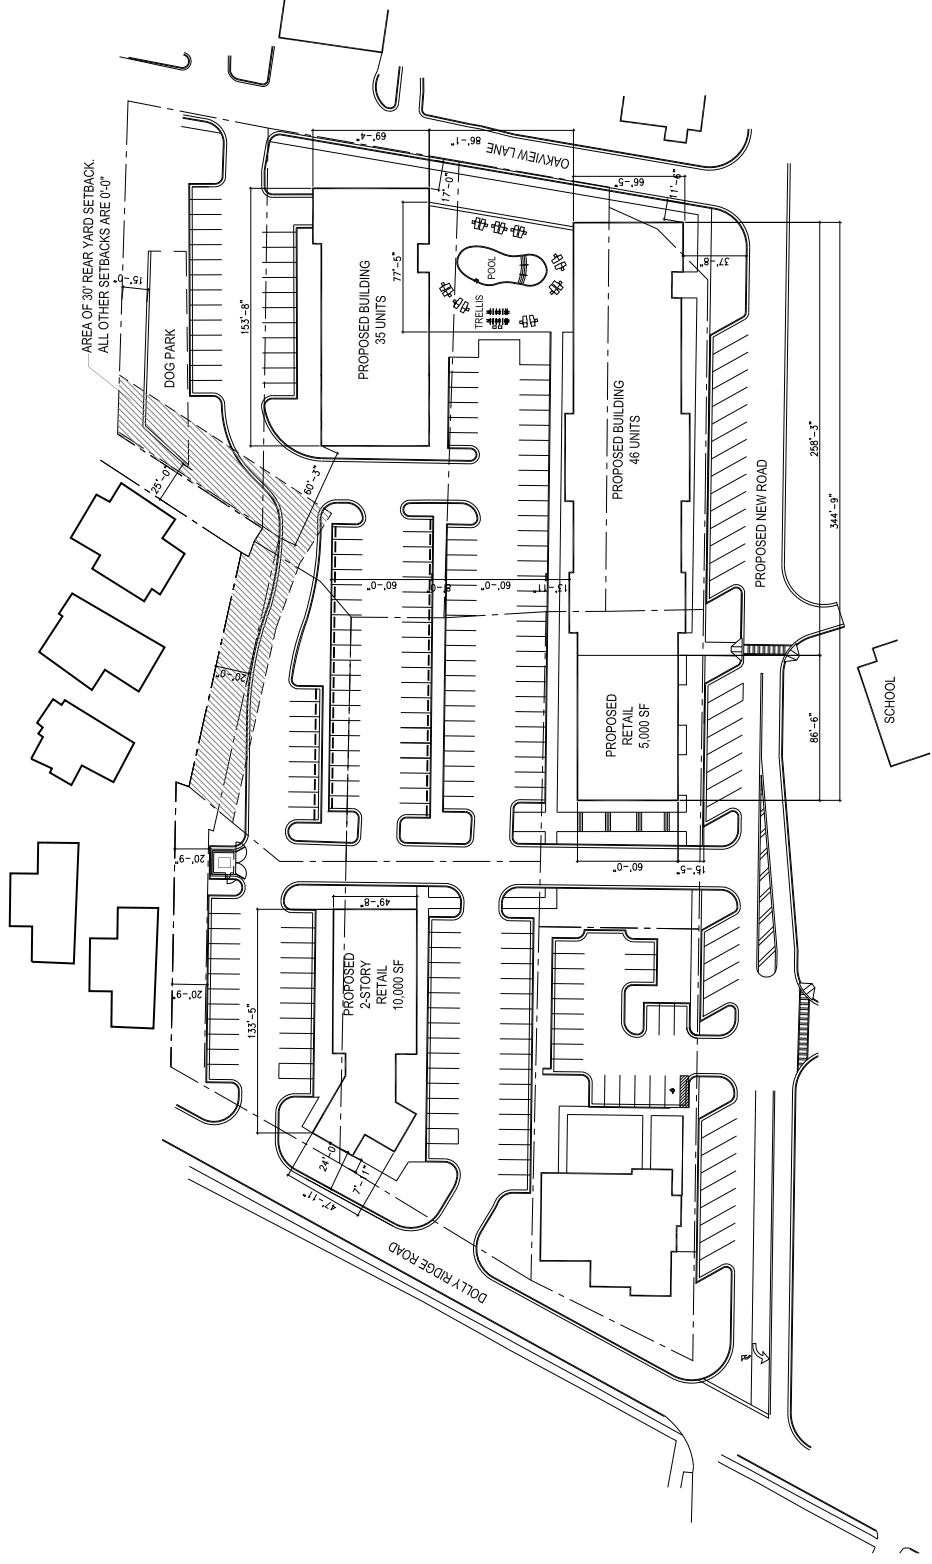 AREA OF 30' REAR YARD SETBACK.
ALL OTHER SETBACKS ARE 0'-0"
15'-0"
DOG PARK
25'-0"
153'-8"
69'-4"
86'-1"
OAKVIEW LANE
17'-0"
66'-5"
11'-6"
37'-8"
PROPOSED BUILDING
35 UNITS
77'-5"
POOL
TRELLIS
60'-3"
PROPOSED BUILDING
46 UNITS
PROPOSED NEW ROAD
258'-3"
344'-9"
60'-0"
8'-0"
60'-0"
13'-11"
20'-0"
PROPOSED
RETAIL
5,000 SF
86'-6"
SCHOOL
20'-9"
60'-0"
15'-5"
49'-8"
20'-9"
133'-5"
PROPOSED
2-STORY
RETAIL
10,000 SF
24'-0"
7'-1"
47'-11"
DOLLY RIDGE ROAD